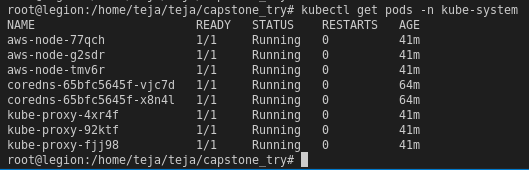 root@legion:/home/teja/teja/capstone_try# kubectl get pods -n kube-system
NAME                       READY   STATUS    RESTARTS   AGE
aws-node-77qch             1/1     Running   0          41m
aws-node-g2sdr             1/1     Running   0          41m
aws-node-tmv6r             1/1     Running   0          41m
coredns-65bfc5645f-vjc7d   1/1     Running   0          64m
coredns-65bfc5645f-x8n4l   1/1     Running   0          64m
kube-proxy-4xr4f           1/1     Running   0          41m
kube-proxy-92ktf           1/1     Running   0          41m
kube-proxy-fjj98           1/1     Running   0          41m
root@legion:/home/teja/teja/capstone_try#